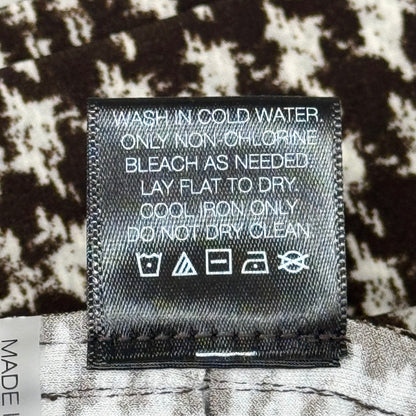 WASH IN COLD WATER.
ONLY NON-CHLORINE
BLEACH AS NEEDED
LAY FLAT TO DRY.
COOL IRON ONLY
DO NOT DRY CLEAN
MADE